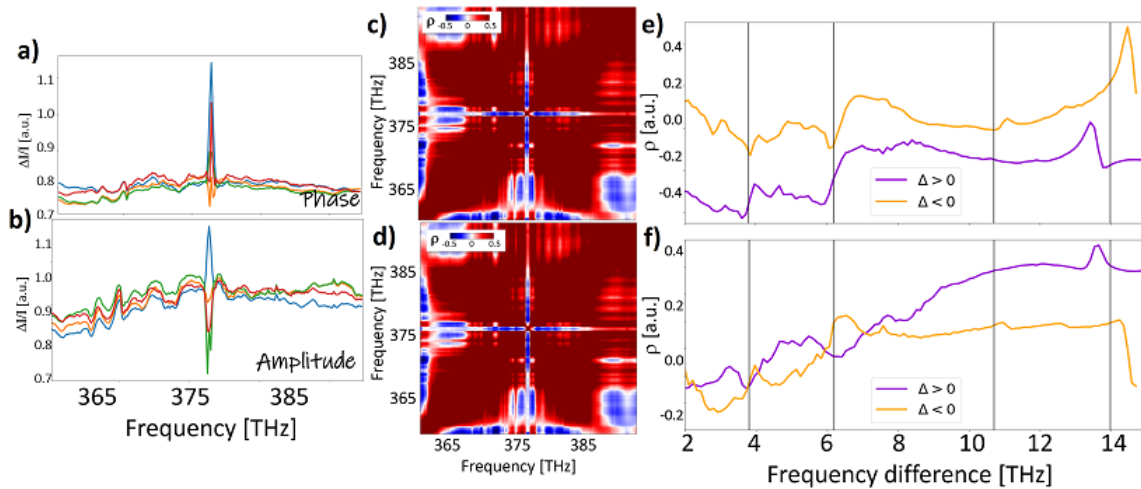 a)
1.1
1.0
0.9
0.8
0.7
ΔI/I [a.u.]
Phase
b)
1.1
1.0
0.9
0.8
0.7
ΔI/I [a.u.]
Amplitude
365
375
385
Frequency [THz]
c)
ρ
-0.5 0 0.5
385
375
365
Frequency [THz]
d)
ρ
-0.5 0 0.5
385
375
365
Frequency [THz]
365 375 385
Frequency [THz]
e)
0.4
0.2
0.0
-0.2
-0.4
ρ [a.u.]
Δ > 0
Δ < 0
f)
0.4
0.2
0.0
-0.2
ρ [a.u.]
Δ > 0
Δ < 0
2 4 6 8 10 12 14
Frequency difference [THz]